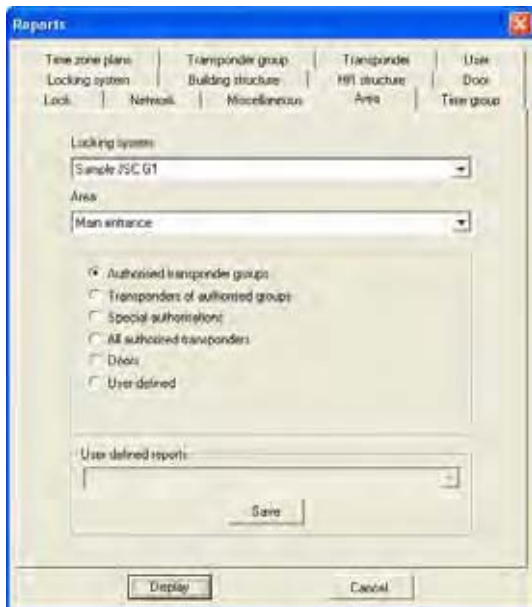 Reports
Time zone plans Transponder group Transponder User
Locking system Building structure HR structure Door
Lock Network Miscellaneous Area Time group
Locking system
Sample JSC G1
Area
Main entrance
Authorised transponder groups
Transponders of authorised groups
Special authorisations
All authorised transponders
Doors
User defined
User defined reports
Save
Display Cancel